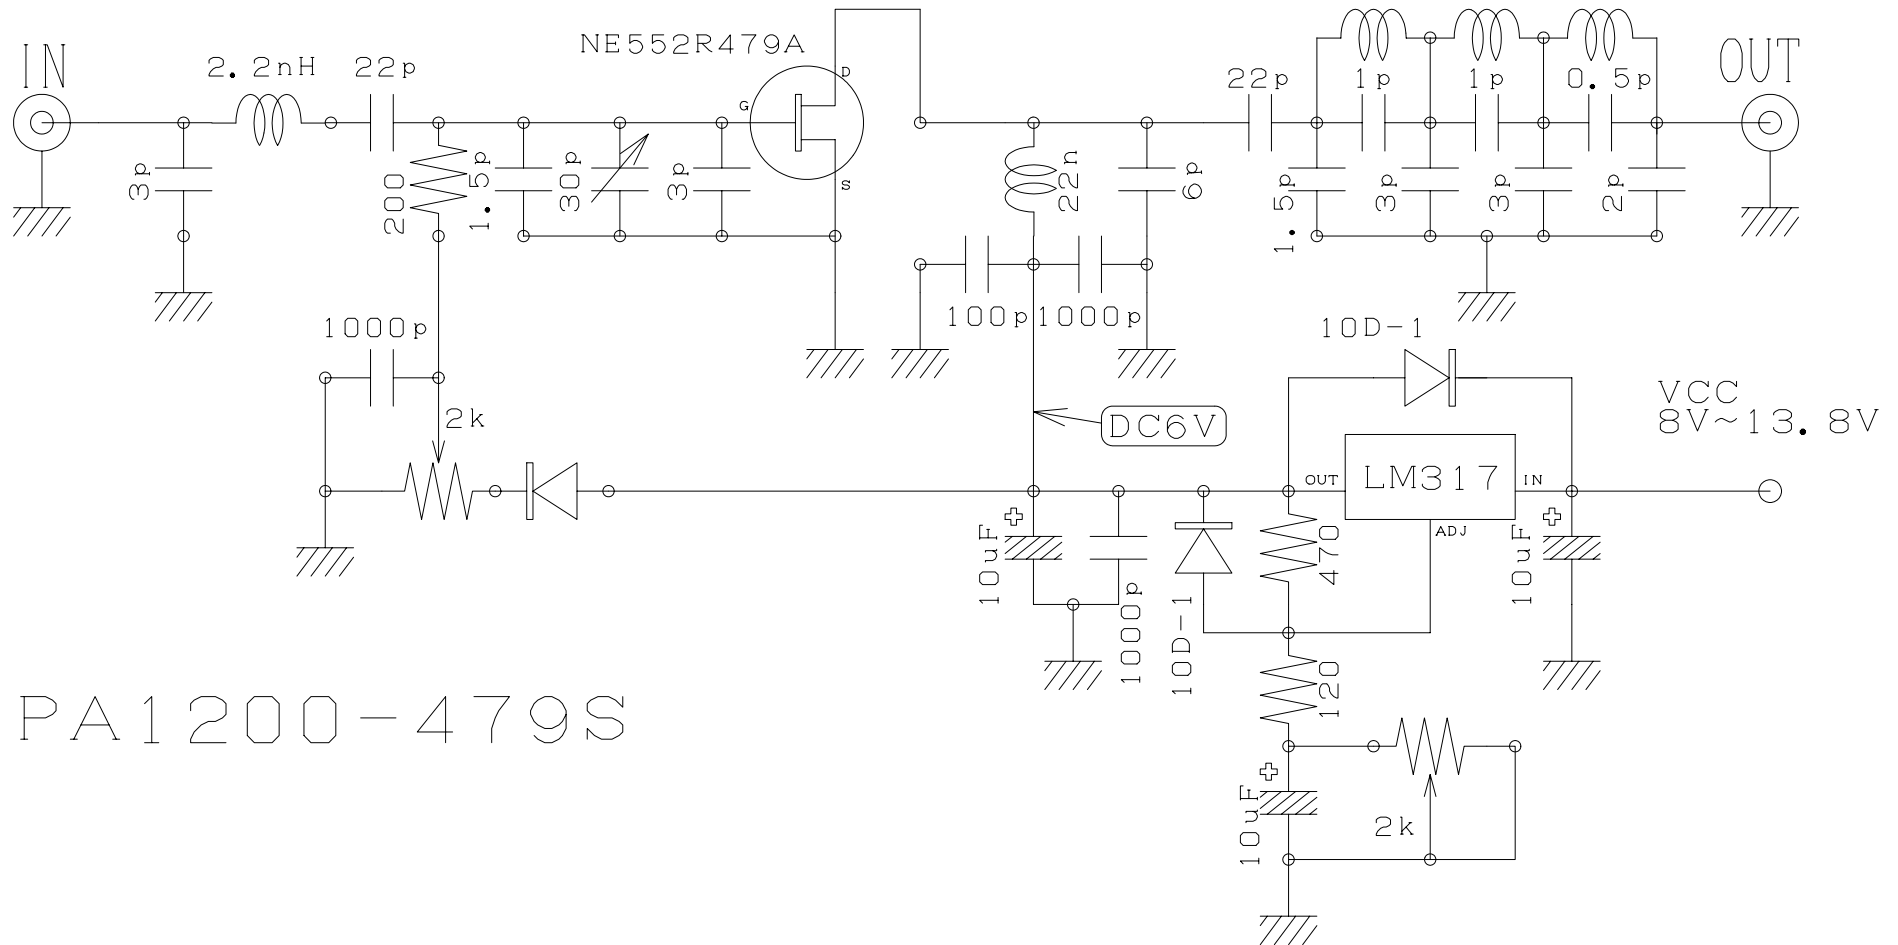 IN
2.2nH
22p
NE552R479A
D
G
S
3p
200
1.5p
30p
3p
22n
6p
22p
1p
1p
0.5p
OUT
1.5p
3p
3p
2p
100p
1000p
1000p
2k
DC6V
10D-1
VCC
8V~13.8V
OUT
LM317
IN
ADJ
10uF
1000p
10D-1
470
10uF
120
10uF
2k
PA1200-479S